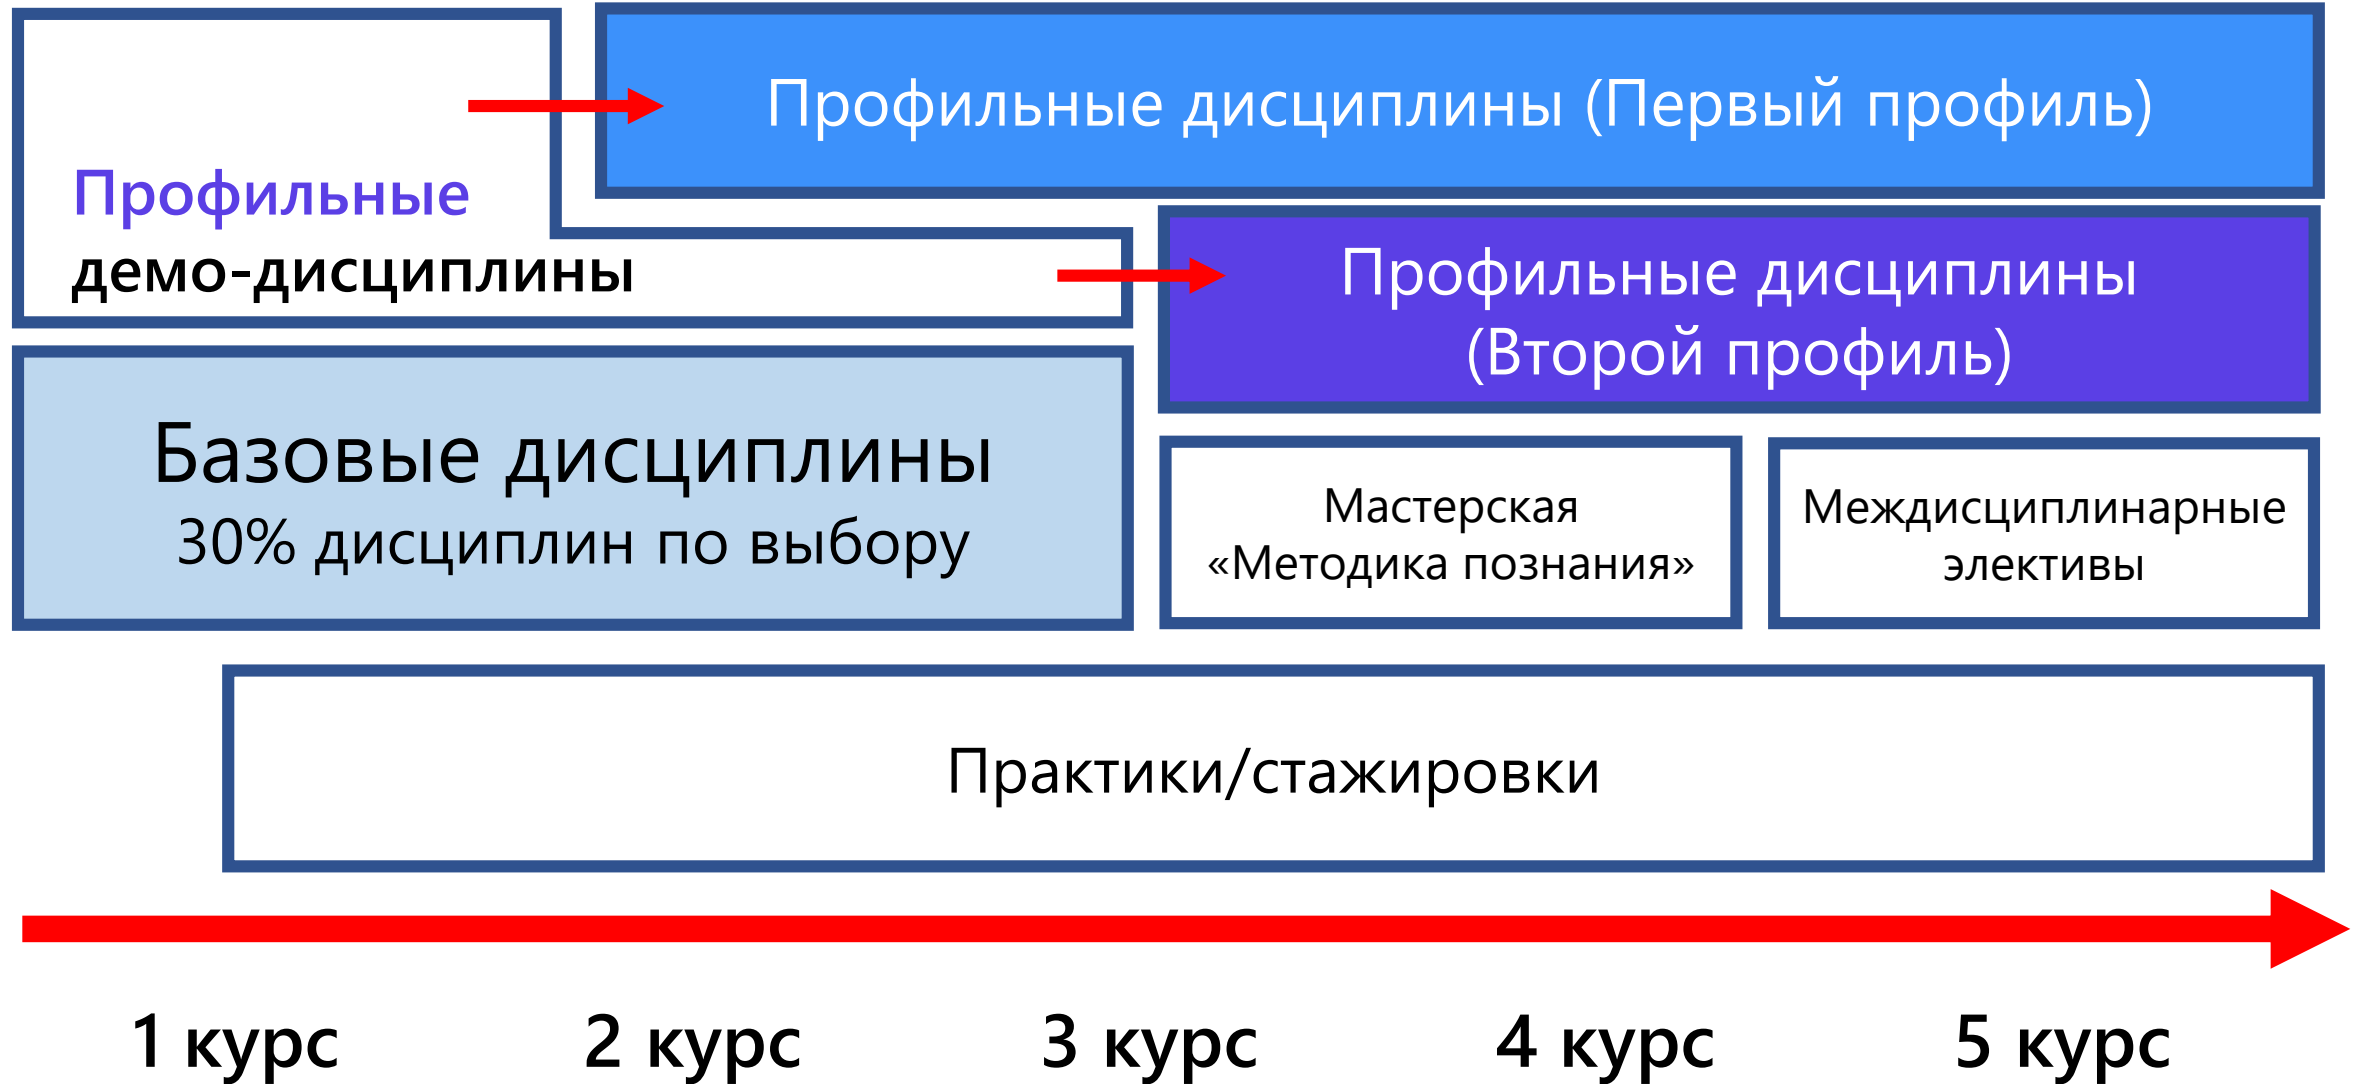 Профильные дисциплины (Первый профиль)
Профильные
демо-дисциплины
Профильные дисциплины
(Второй профиль)
Базовые дисциплины
30% дисциплин по выбору
Мастерская
«Методика познания»
Междисциплинарные
элективы
Практики/стажировки
1 курс
2 курс
3 курс
4 курс
5 курс